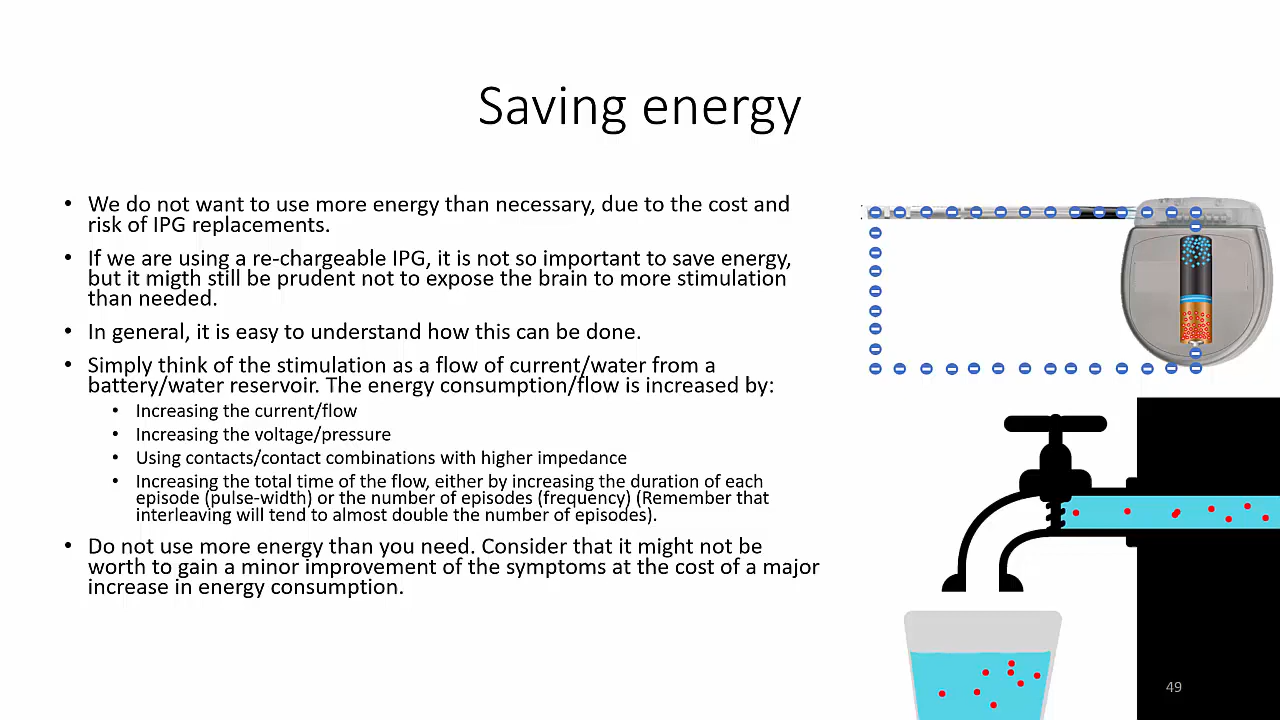 Saving energy
• We do not want to use more energy than necessary, due to the cost and
risk of IPG replacements.
• If we are using a re-chargeable IPG, it is not so important to save energy,
but it migth still be prudent not to expose the brain to more stimulation
than needed.
• In general, it is easy to understand how this can be done.
• Simply think of the stimulation as a flow of current/water from a
battery/water reservoir. The energy consumption/flow is increased by:
• Increasing the current/flow
• Increasing the voltage/pressure
• Using contacts/contact combinations with higher impedance
• Increasing the total time of the flow, either by increasing the duration of each
episode (pulse-width) or the number of episodes (frequency) (Remember that
interleaving will tend to almost double the number of episodes).
• Do not use more energy than you need. Consider that it might not be
worth to gain a minor improvement of the symptoms at the cost of a major
increase in energy consumption.
49